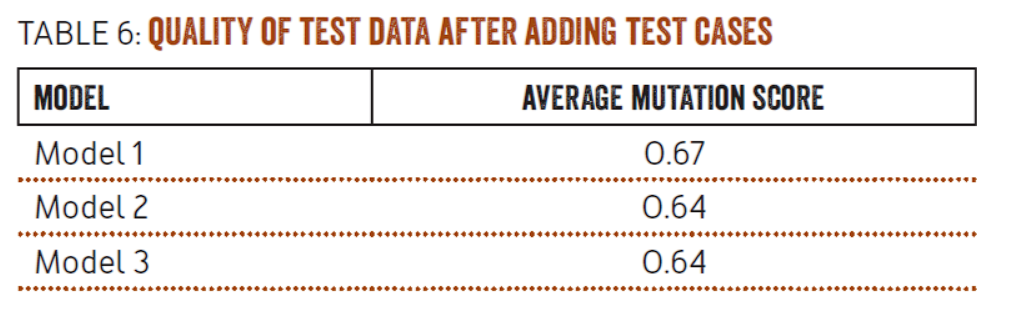 TABLE 6: QUALITY OF TEST DATA AFTER ADDING TEST CASES
MODEL AVERAGE MUTATION SCORE
Model 1 0.67
Model 2 0.64
Model 3 0.64